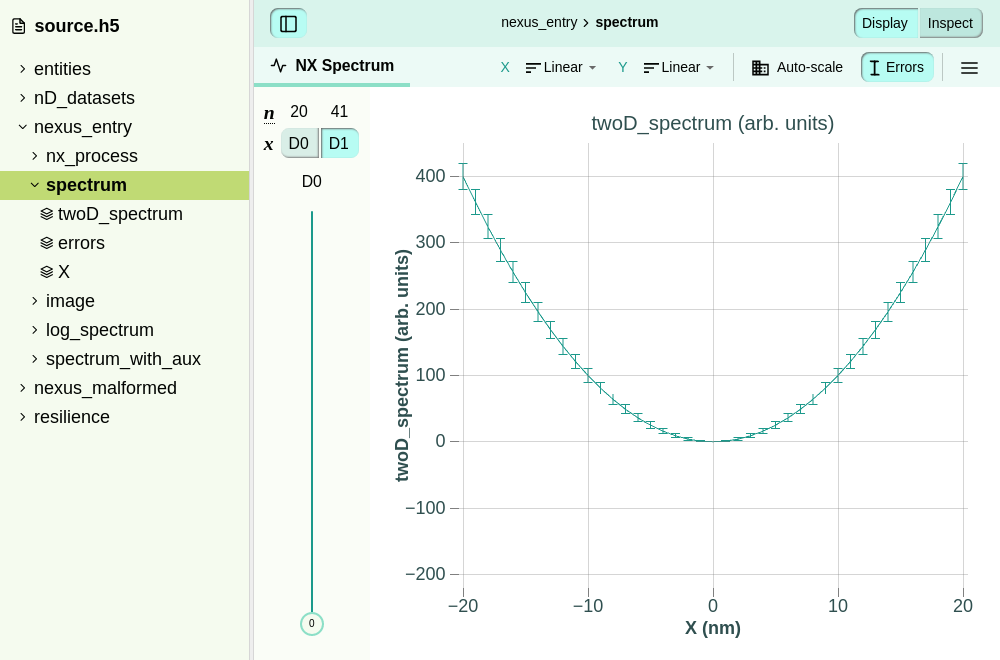 source.h5
entities
nD_datasets
nexus_entry
nx_process
spectrum
twoD_spectrum
errors
X
image
log_spectrum
spectrum_with_aux
nexus_malformed
resilience
nexus_entry > spectrum
Display Inspect
NX Spectrum
X Linear Y Linear Auto-scale Errors
n 20 41
x D0 D1
D0
0
twoD_spectrum (arb. units)
twoD_spectrum (arb. units)
400
300
200
100
0
−100
−200
−20 −10 0 10 20
X (nm)